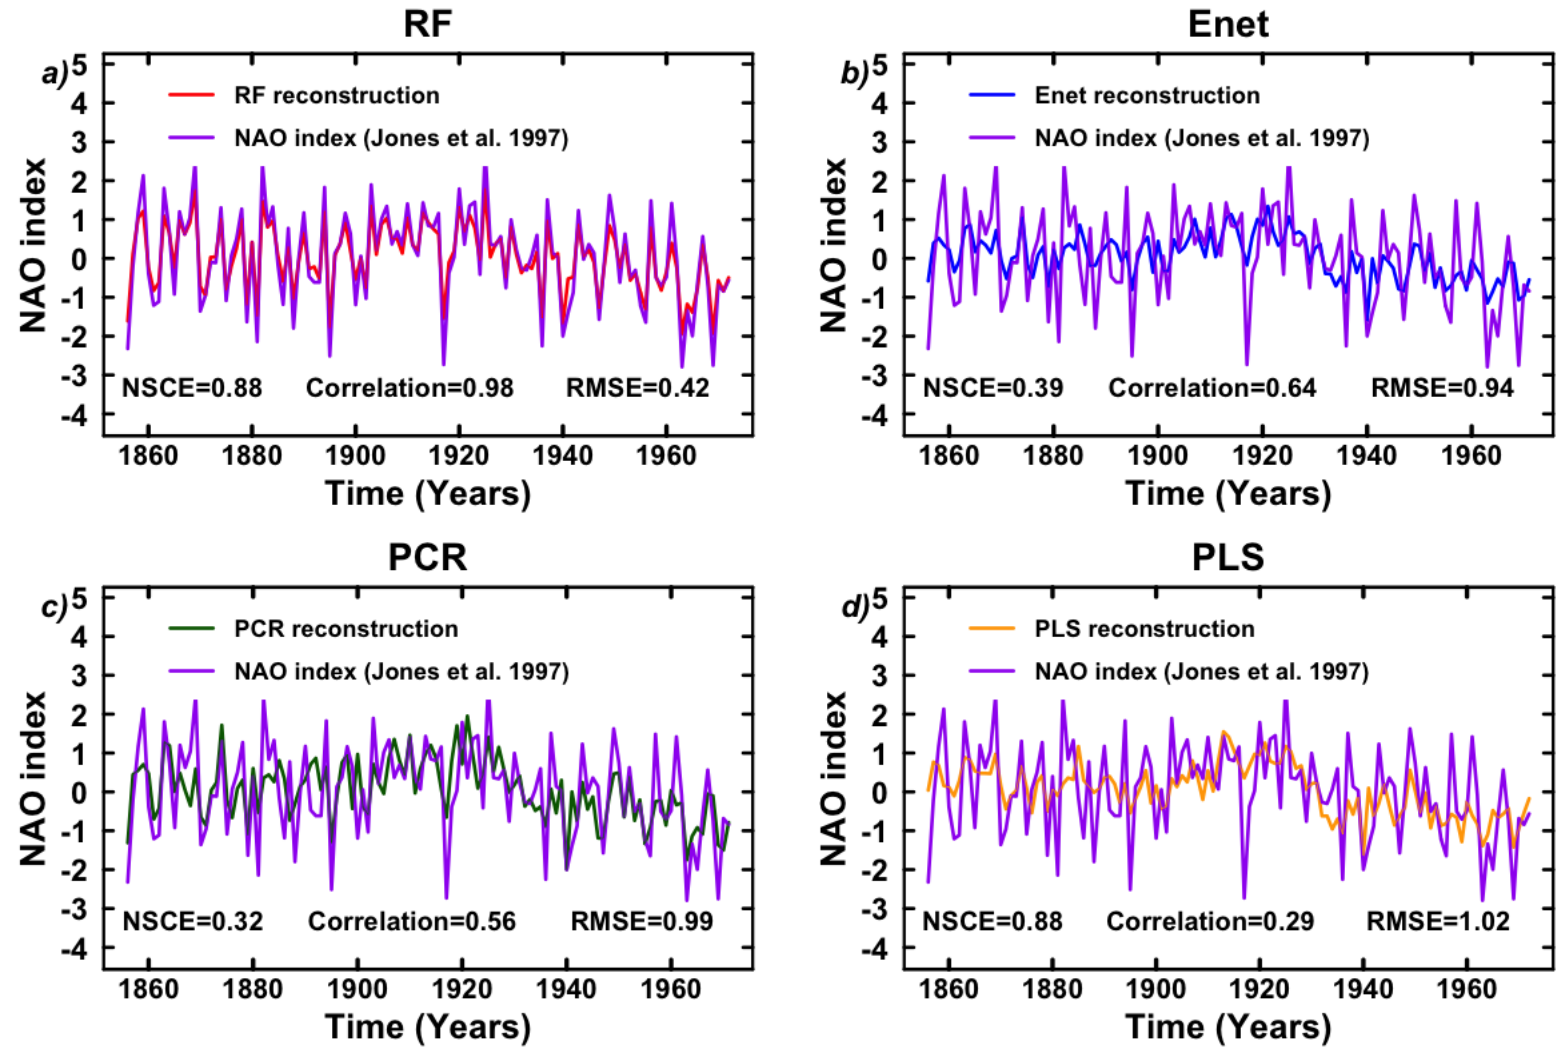 RF
a)
RF reconstruction
NAO index (Jones et al. 1997)
NAO index
5
4
3
2
1
0
-1
-2
-3
-4
NSCE=0.88 Correlation=0.98 RMSE=0.42
1860 1880 1900 1920 1940 1960
Time (Years)
Enet
b)
Enet reconstruction
NAO index (Jones et al. 1997)
NAO index
5
4
3
2
1
0
-1
-2
-3
-4
NSCE=0.39 Correlation=0.64 RMSE=0.94
1860 1880 1900 1920 1940 1960
Time (Years)
PCR
c)
PCR reconstruction
NAO index (Jones et al. 1997)
NAO index
5
4
3
2
1
0
-1
-2
-3
-4
NSCE=0.32 Correlation=0.56 RMSE=0.99
1860 1880 1900 1920 1940 1960
Time (Years)
PLS
d)
PLS reconstruction
NAO index (Jones et al. 1997)
NAO index
5
4
3
2
1
0
-1
-2
-3
-4
NSCE=0.88 Correlation=0.29 RMSE=1.02
1860 1880 1900 1920 1940 1960
Time (Years)